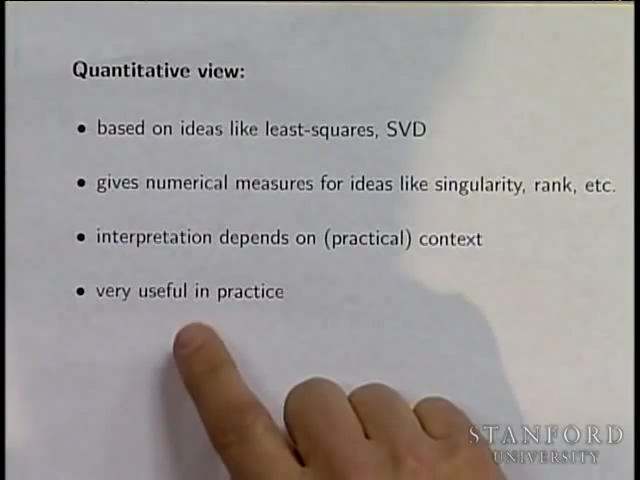 Quantitative view:
• based on ideas like least-squares, SVD
• gives numerical measures for ideas like singularity, rank, etc.
• interpretation depends on (practical) context
• very useful in practice
STANFORD
UNIVERSITY